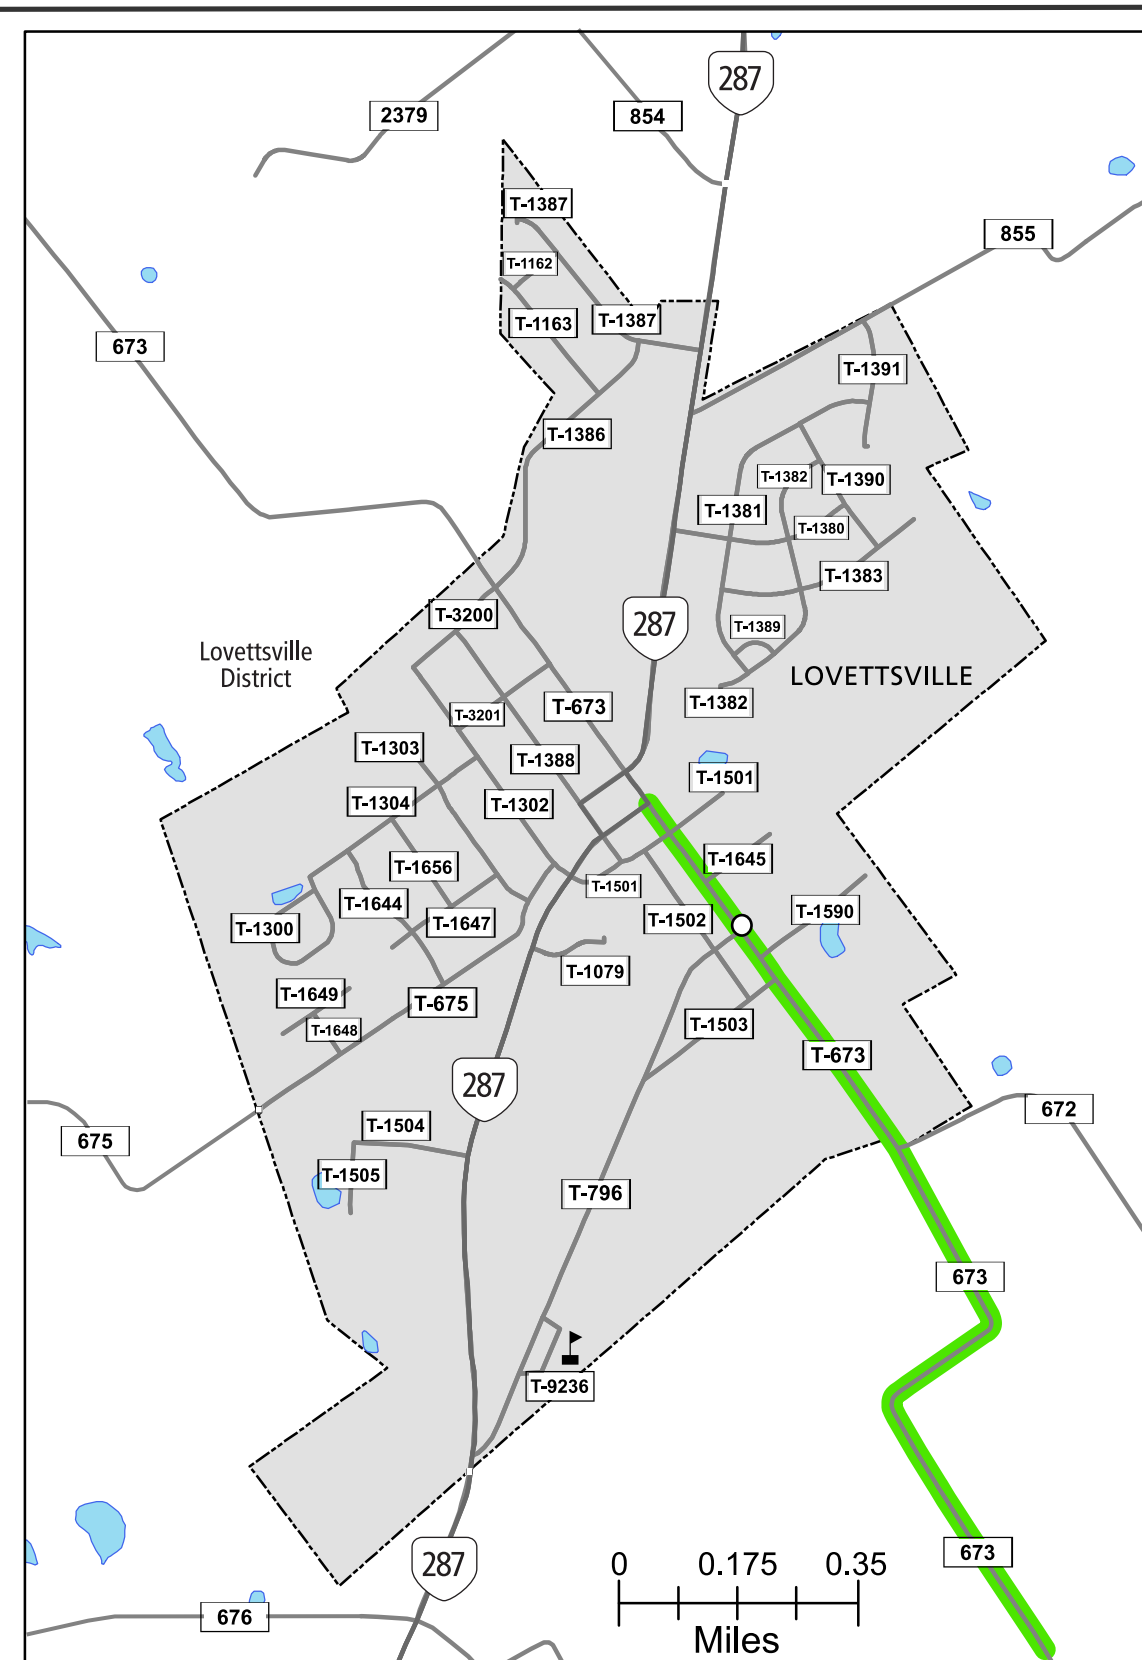 287
2379
854
T-1387
855
T-1162
T-1163
T-1387
673
T-1391
T-1386
T-1382
T-1390
T-1381
T-1380
T-1383
T-3200
287
T-1389
Lovettsville
District
LOVETTSVILLE
T-1382
T-673
T-3201
T-1303
T-1388
T-1501
T-1304
T-1302
T-1645
T-1656
T-1501
T-1644
T-1590
T-1502
T-1647
T-1300
T-1079
T-1649
T-675
T-1503
T-1648
T-673
287
672
T-1504
675
T-1505
T-796
673
T-9236
673
287
0 0.175 0.35
676
Miles